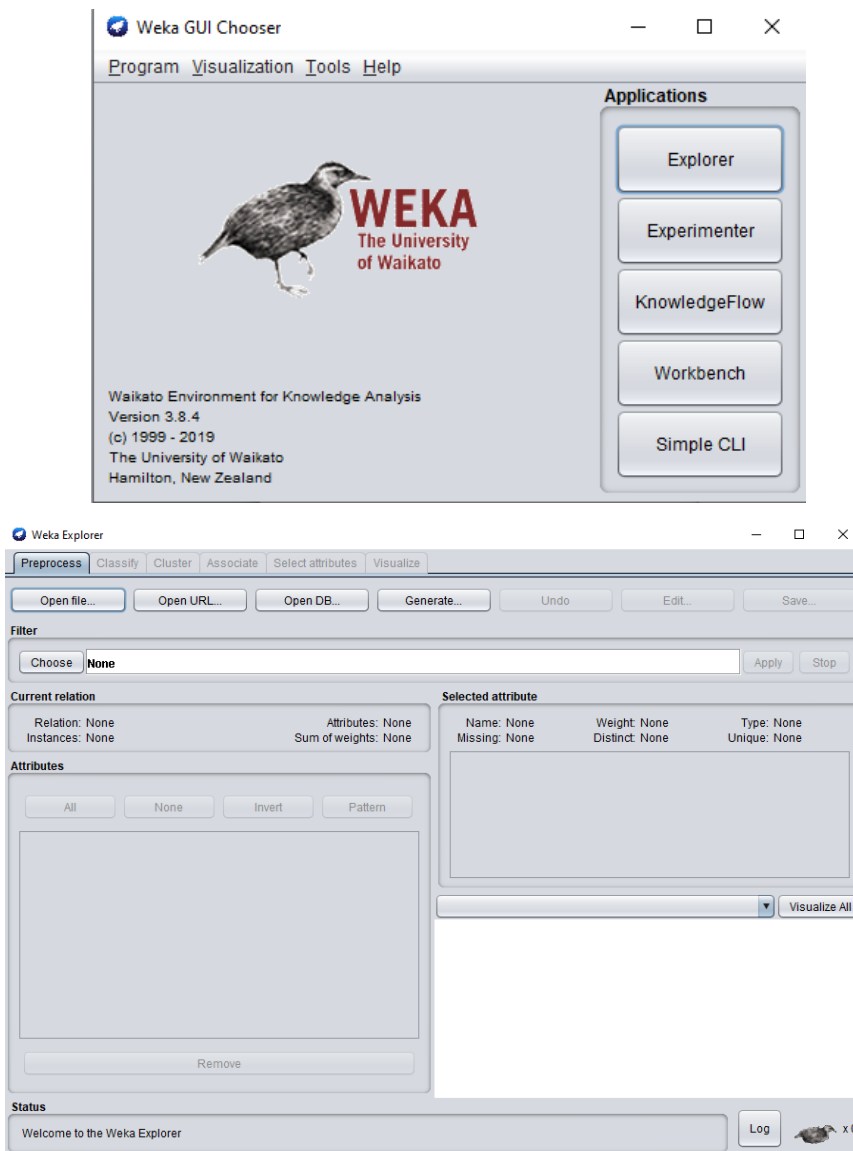 Weka GUI Chooser
Program Visualization Tools Help
Applications
Explorer
WEKA
The University
of Waikato
Experimenter
KnowledgeFlow
Workbench
Simple CLI
Waikato Environment for Knowledge Analysis
Version 3.8.4
(c) 1999 - 2019
The University of Waikato
Hamilton, New Zealand
Weka Explorer
Preprocess Classify Cluster Associate Select attributes Visualize
Open file... Open URL... Open DB... Generate... Undo Edit... Save...
Filter
Choose None Apply Stop
Current relation
Relation: None Attributes: None
Instances: None Sum of weights: None
Selected attribute
Name: None Weight: None Type: None
Missing: None Distinct: None Unique: None
Attributes
All None Invert Pattern
Remove
Visualize All
Status
Welcome to the Weka Explorer
Log